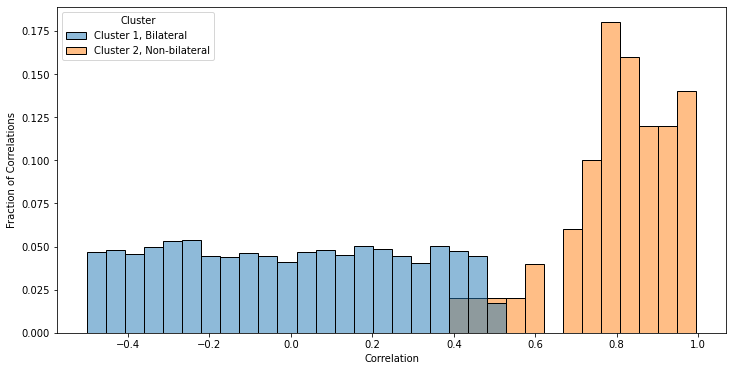 Cluster
Cluster 1, Bilateral
Cluster 2, Non-bilateral
0.175
0.150
0.125
0.100
0.075
0.050
0.025
0.000
Fraction of Correlations
−0.4 −0.2 0.0 0.2 0.4 0.6 0.8 1.0
Correlation